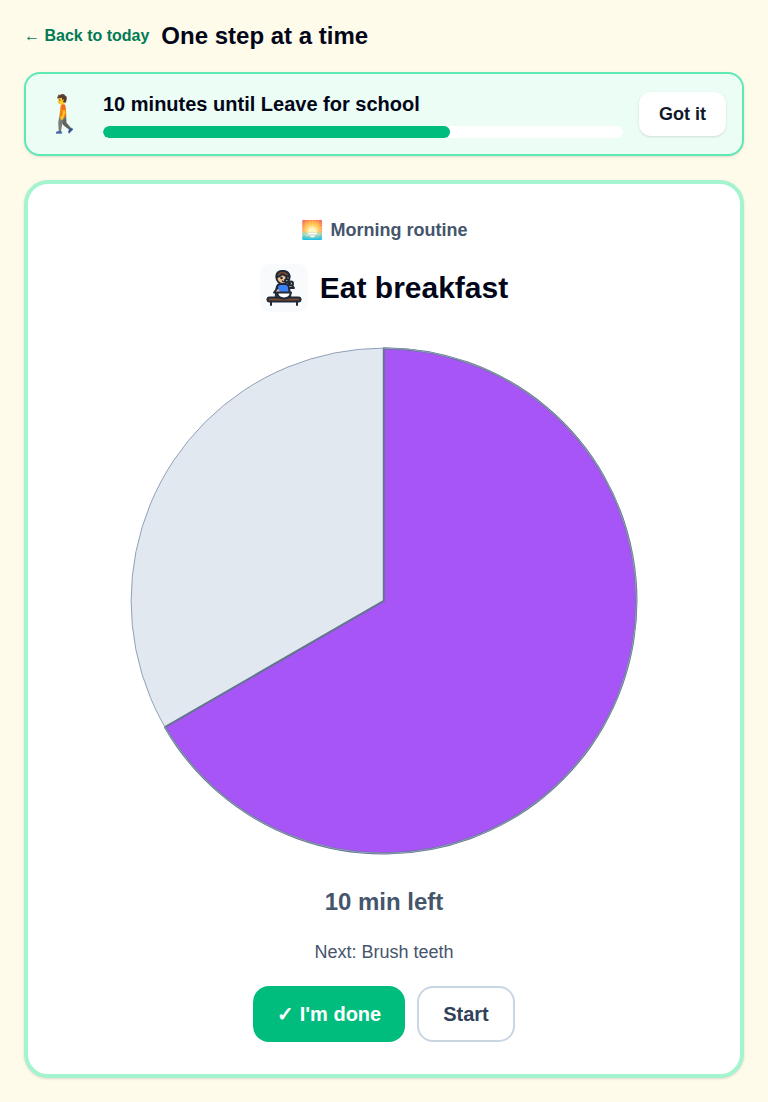 ← Back to today One step at a time
10 minutes until Leave for school
Got it
Morning routine
Eat breakfast
10 min left
Next: Brush teeth
✓ I'm done
Start